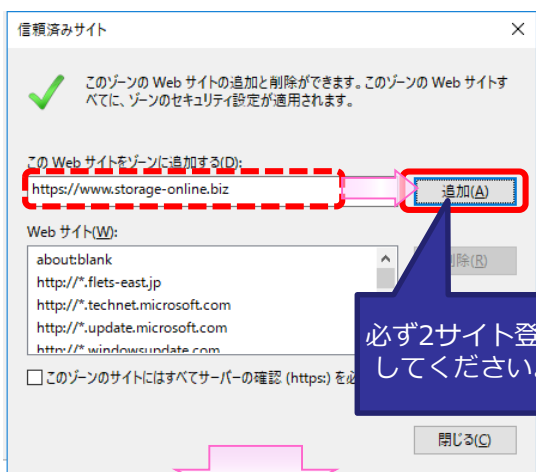 信頼済みサイト
このゾーンの Web サイトの追加と削除ができます。このゾーンの Web サイトす
べてに、ゾーンのセキュリティ設定が適用されます。
この Web サイトをゾーンに追加する(D):
https://www.storage-online.biz
追加(A)
Web サイト(W):
about:blank
http://*.flets-east.jp
http://*.technet.microsoft.com
http://*.update.microsoft.com
http://*.windowsupdate.com
削除(R)
必ず2サイト登
してください。
このゾーンのサイトにはすべてサーバーの確認 (https:) を必
閉じる(C)